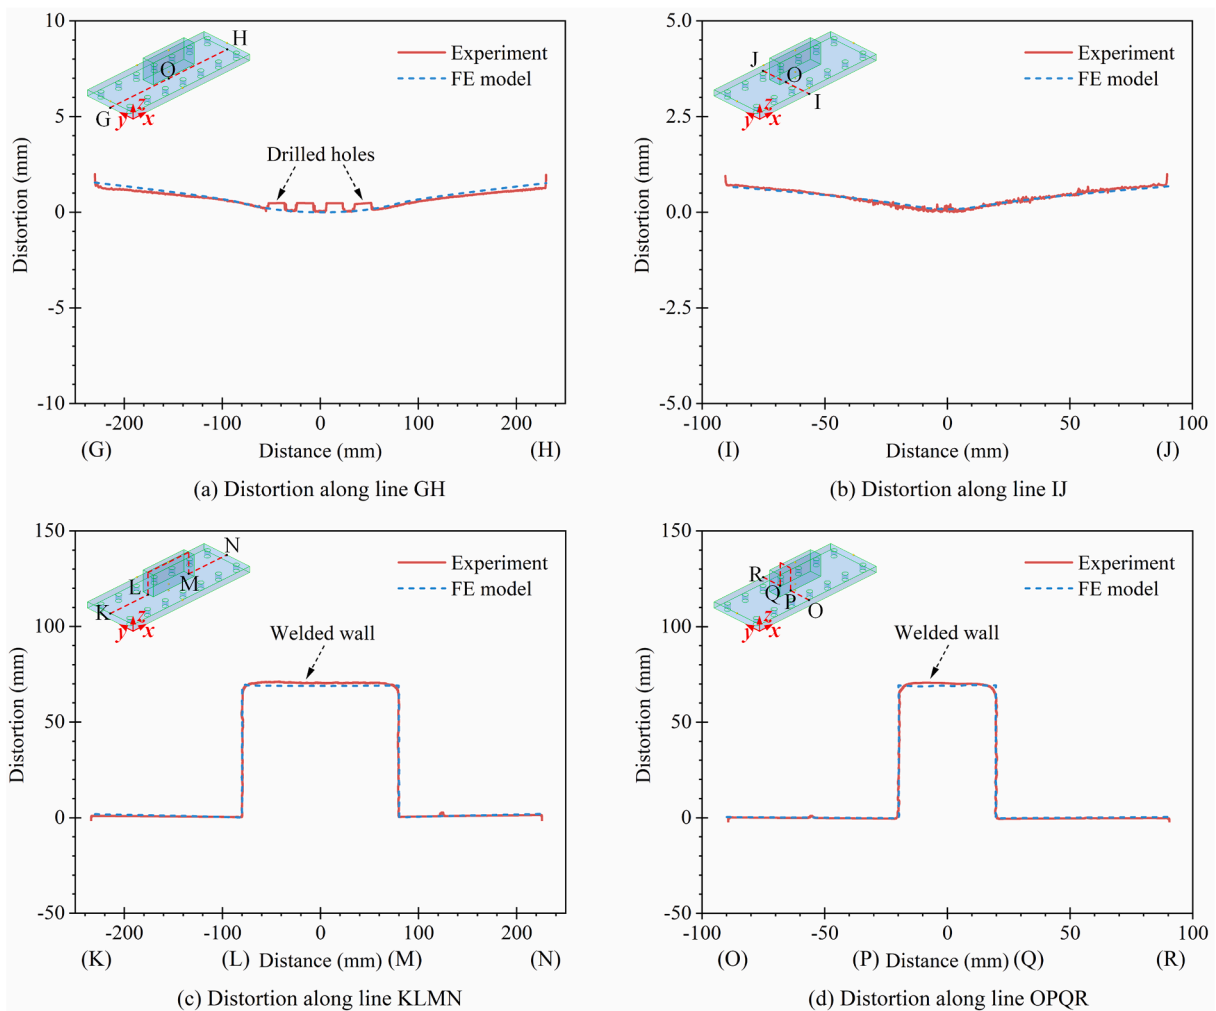 10
5
0
-5
-10
Distortion (mm)
H
O
G
y
z
x
Experiment
FE model
Drilled holes
-200 -100 0 100 200
(G) Distance (mm) (H)
(a) Distortion along line GH
5.0
2.5
0.0
-2.5
-5.0
Distortion (mm)
J
O
I
y
z
x
Experiment
FE model
-100 -50 0 50 100
(I) Distance (mm) (J)
(b) Distortion along line IJ
150
100
50
0
-50
Distortion (mm)
N
L
M
K
y
z
x
Experiment
FE model
Welded wall
-200 -100 0 100 200
(K) (L) Distance (mm) (M) (N)
(c) Distortion along line KLMN
150
100
50
0
-50
Distortion (mm)
R
Q
P
O
y
z
x
Experiment
FE model
Welded wall
-100 -50 0 50 100
(O) (P) Distance (mm) (Q) (R)
(d) Distortion along line OPQR